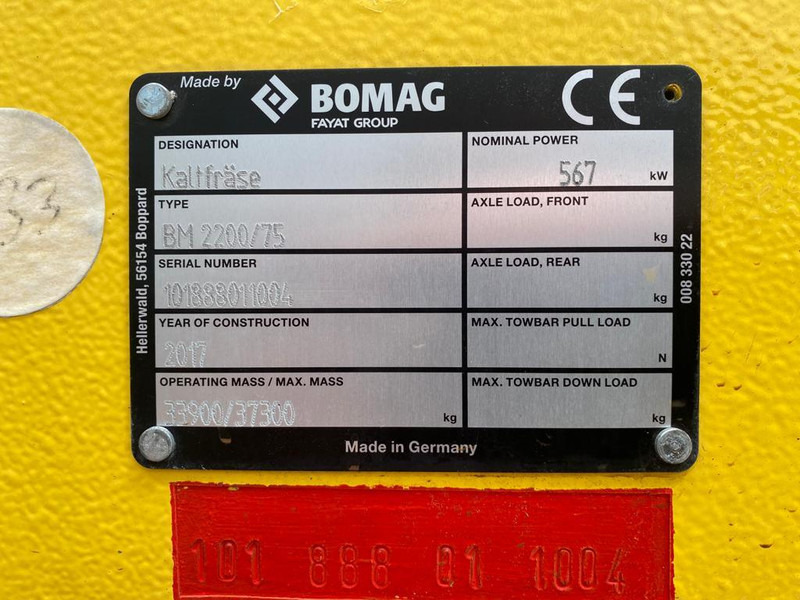 Made by
BOMAG
FAYAT GROUP
CE
DESIGNATION
Kaltfräse
NOMINAL POWER
567 kW
TYPE
BM 2200/75
AXLE LOAD, FRONT
kg
SERIAL NUMBER
101888011004
AXLE LOAD, REAR
kg
YEAR OF CONSTRUCTION
2017
MAX. TOWBAR PULL LOAD
N
OPERATING MASS / MAX. MASS
33900/37300 kg
MAX. TOWBAR DOWN LOAD
kg
Hellerwald, 56154 Boppard
008 330 22
Made in Germany
33
101 888 01 1004